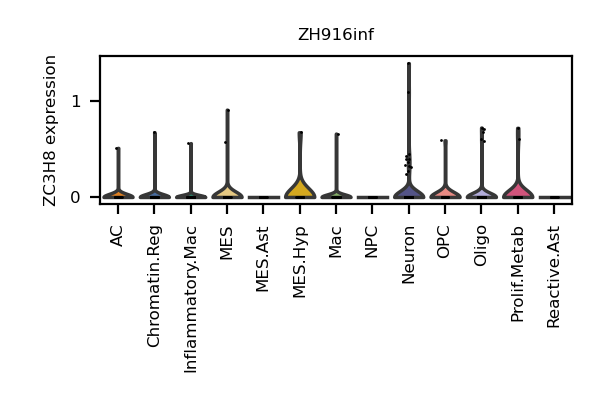 ZH916inf
ZC3H8 expression
1
0
AC
Chromatin.Reg
Inflammatory.Mac
MES
MES.Ast
MES.Hyp
Mac
NPC
Neuron
OPC
Oligo
Prolif.Metab
Reactive.Ast